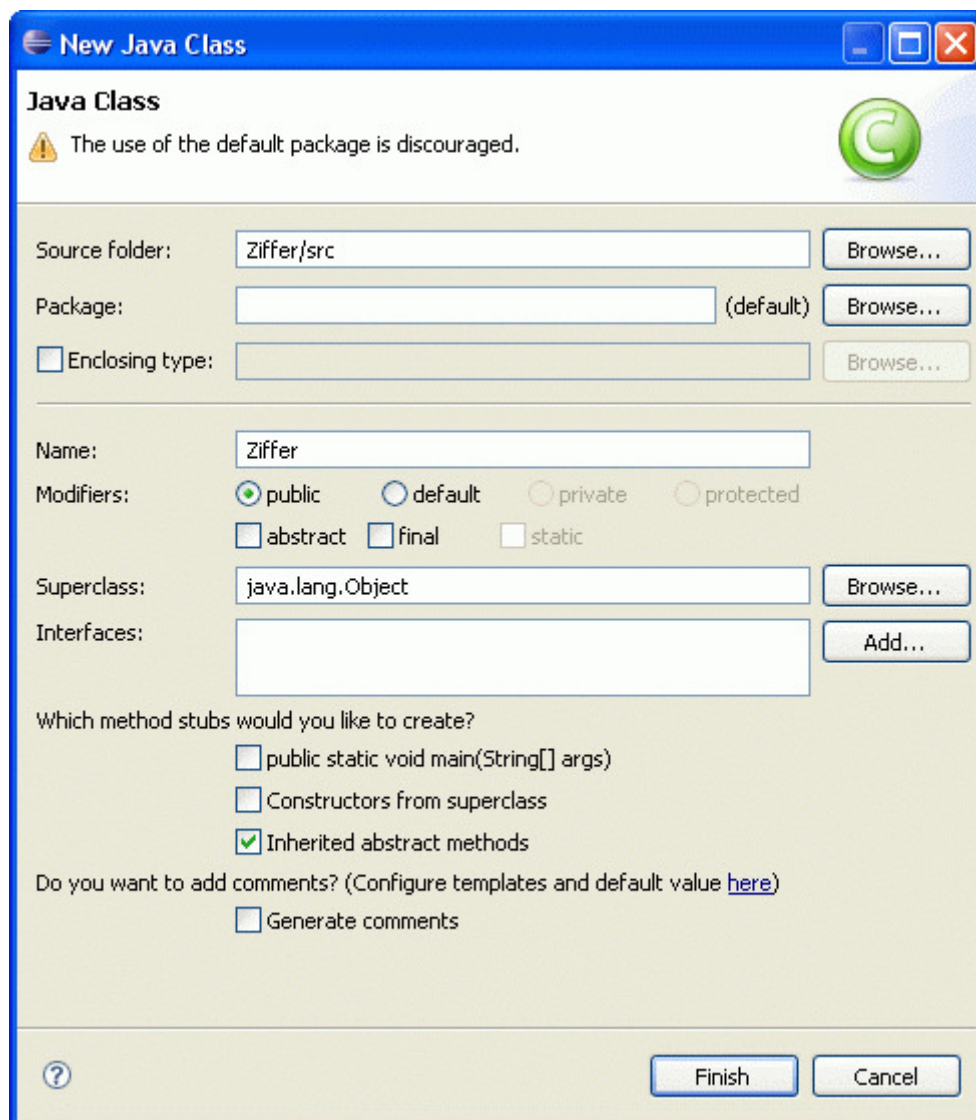 New Java Class
Java Class
The use of the default package is discouraged.
C
Source folder: Ziffer/src Browse...
Package: (default) Browse...
Enclosing type: Browse...
Name: Ziffer
Modifiers: public default private protected
abstract final static
Superclass: java.lang.Object Browse...
Interfaces: Add...
Which method stubs would you like to create?
public static void main(String[] args)
Constructors from superclass
Inherited abstract methods
Do you want to add comments? (Configure templates and default value here)
Generate comments
? Finish Cancel